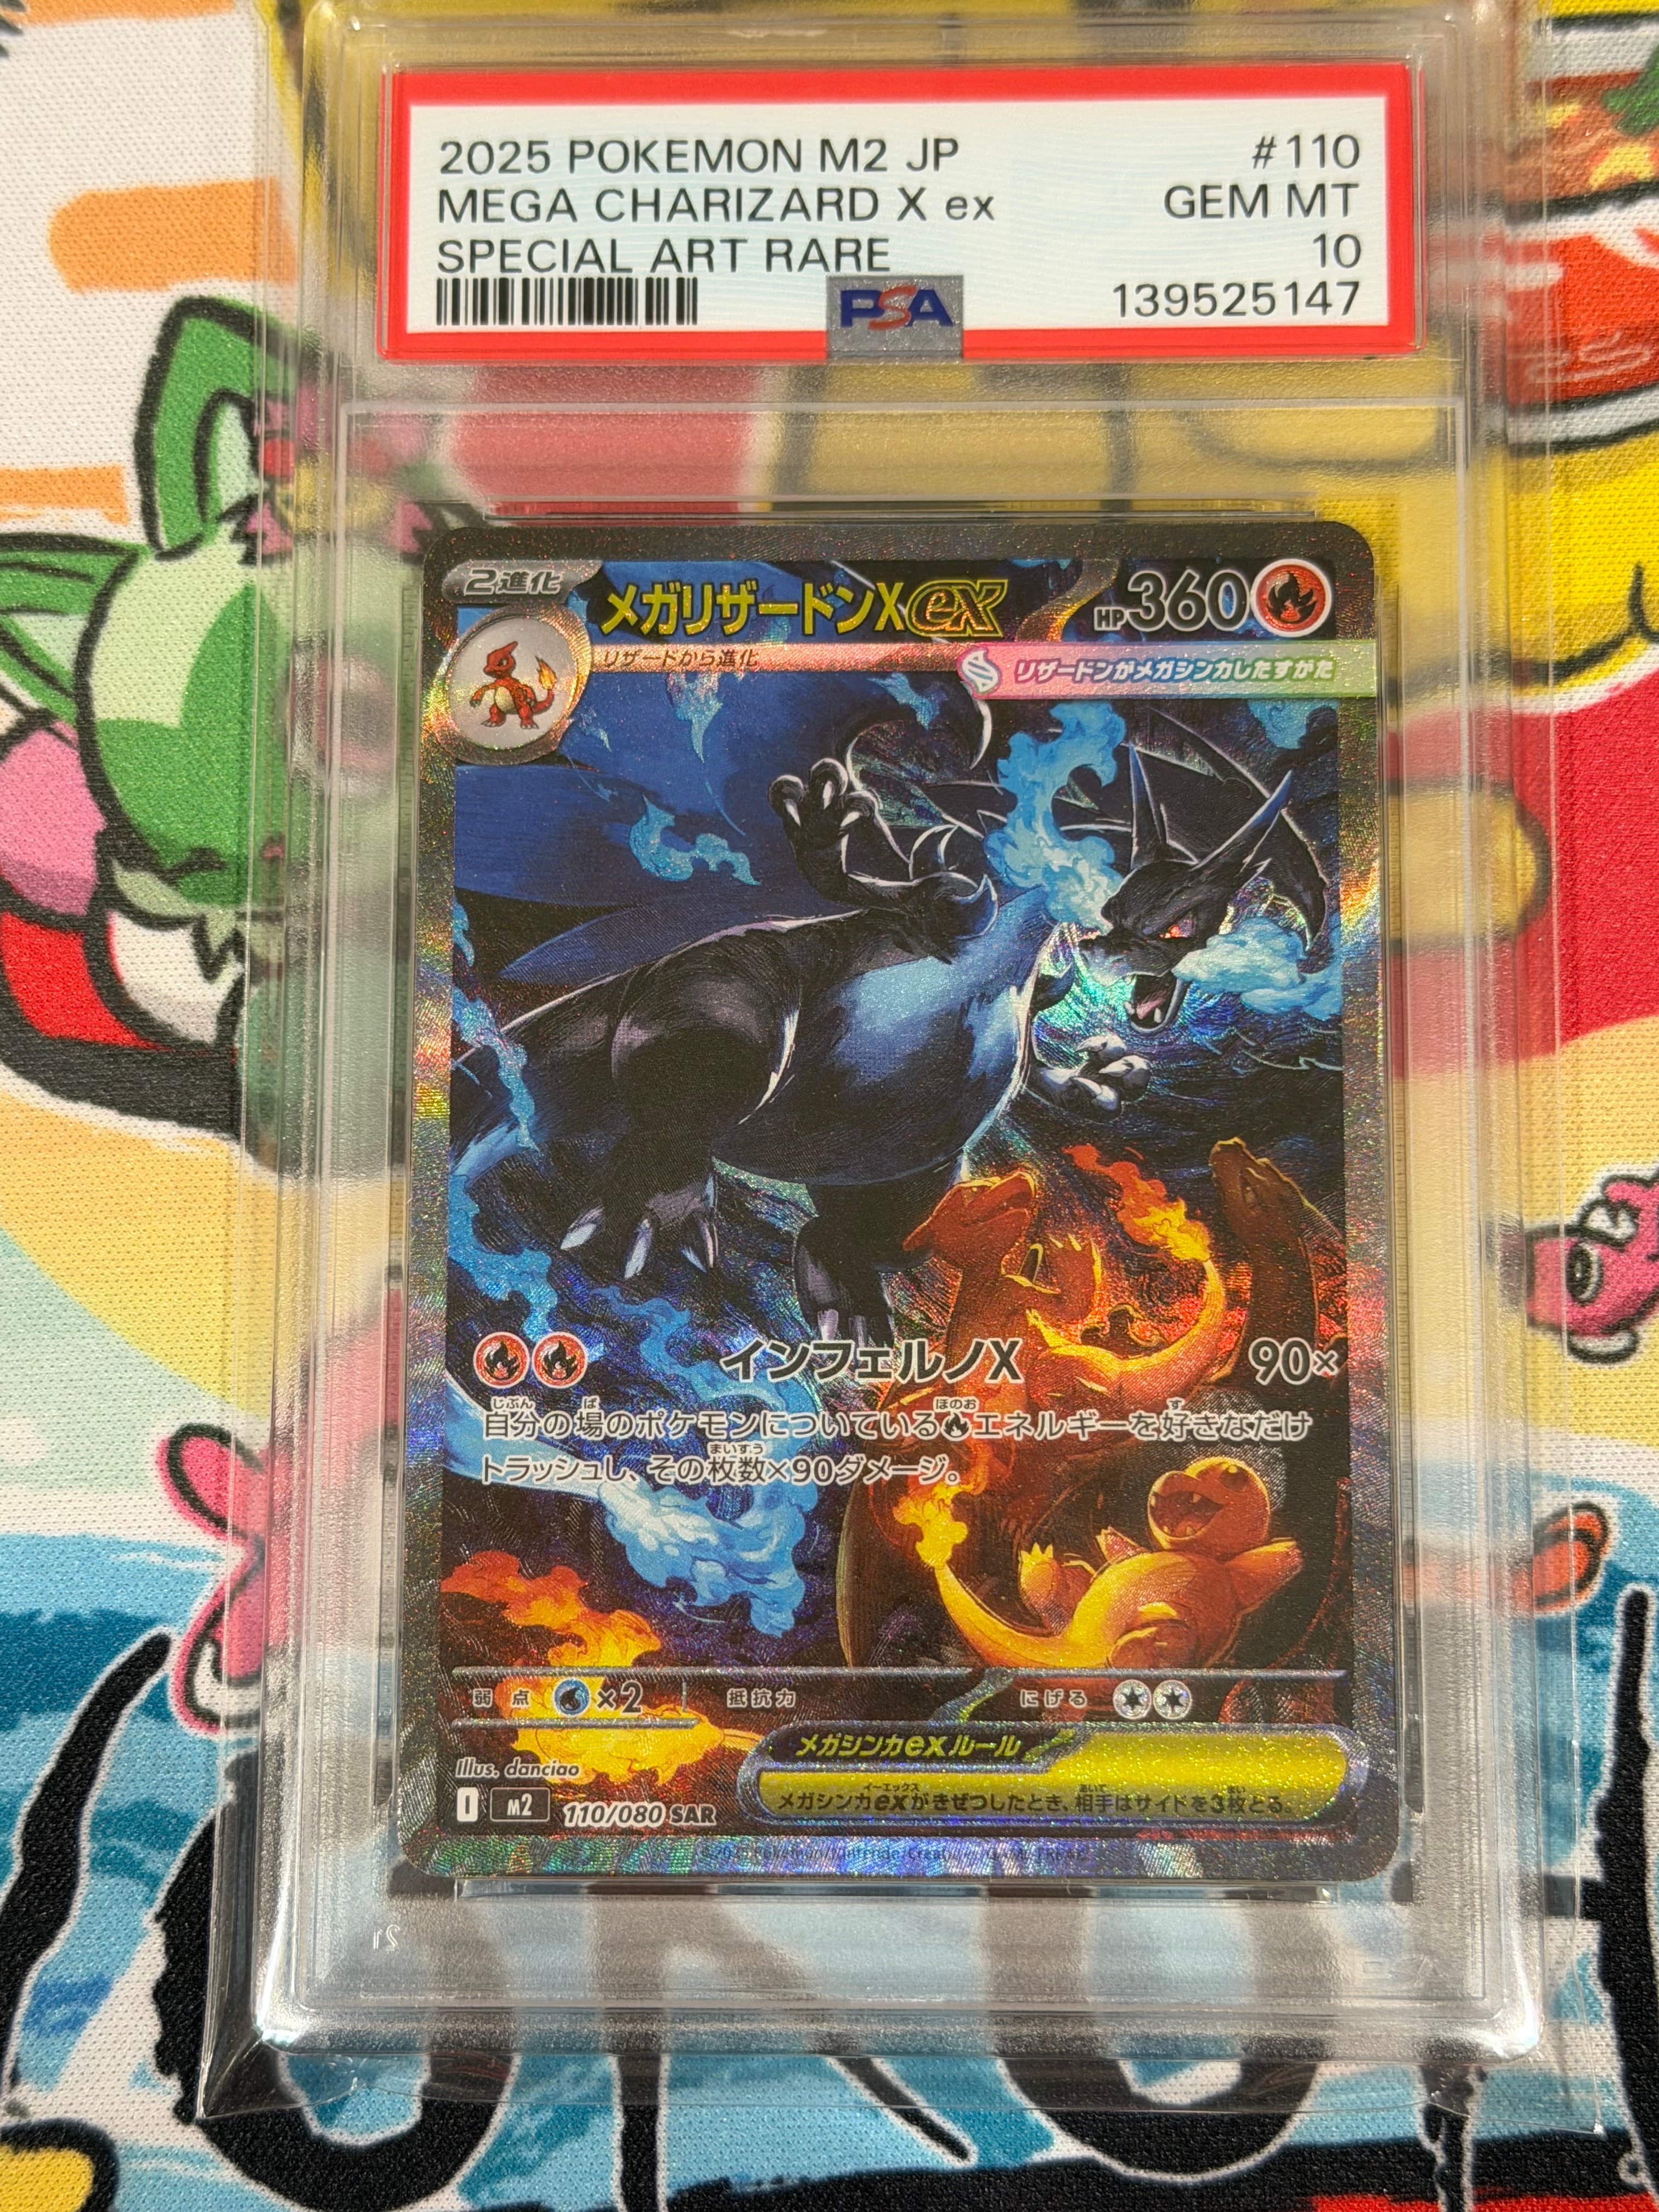 2025 POKEMON M2 JP #110
MEGA CHARIZARD X ex GEM MT
SPECIAL ART RARE 10
PSA 139525147
2進化 メガリザードンXex HP360
リザードから進化 リザードンがメガシンカしたすがた
インフェルノX 90×
自分の場のポケモンについているエネルギーを好きなだけ
トラッシュし、その枚数×90ダメージ。
弱点 ×2 抵抗力 にげる
メガシンカexルール
メガシンカexがきぜつしたとき、相手はサイドを3枚とる。
Illus. danciao
I M2 110/080 SAR